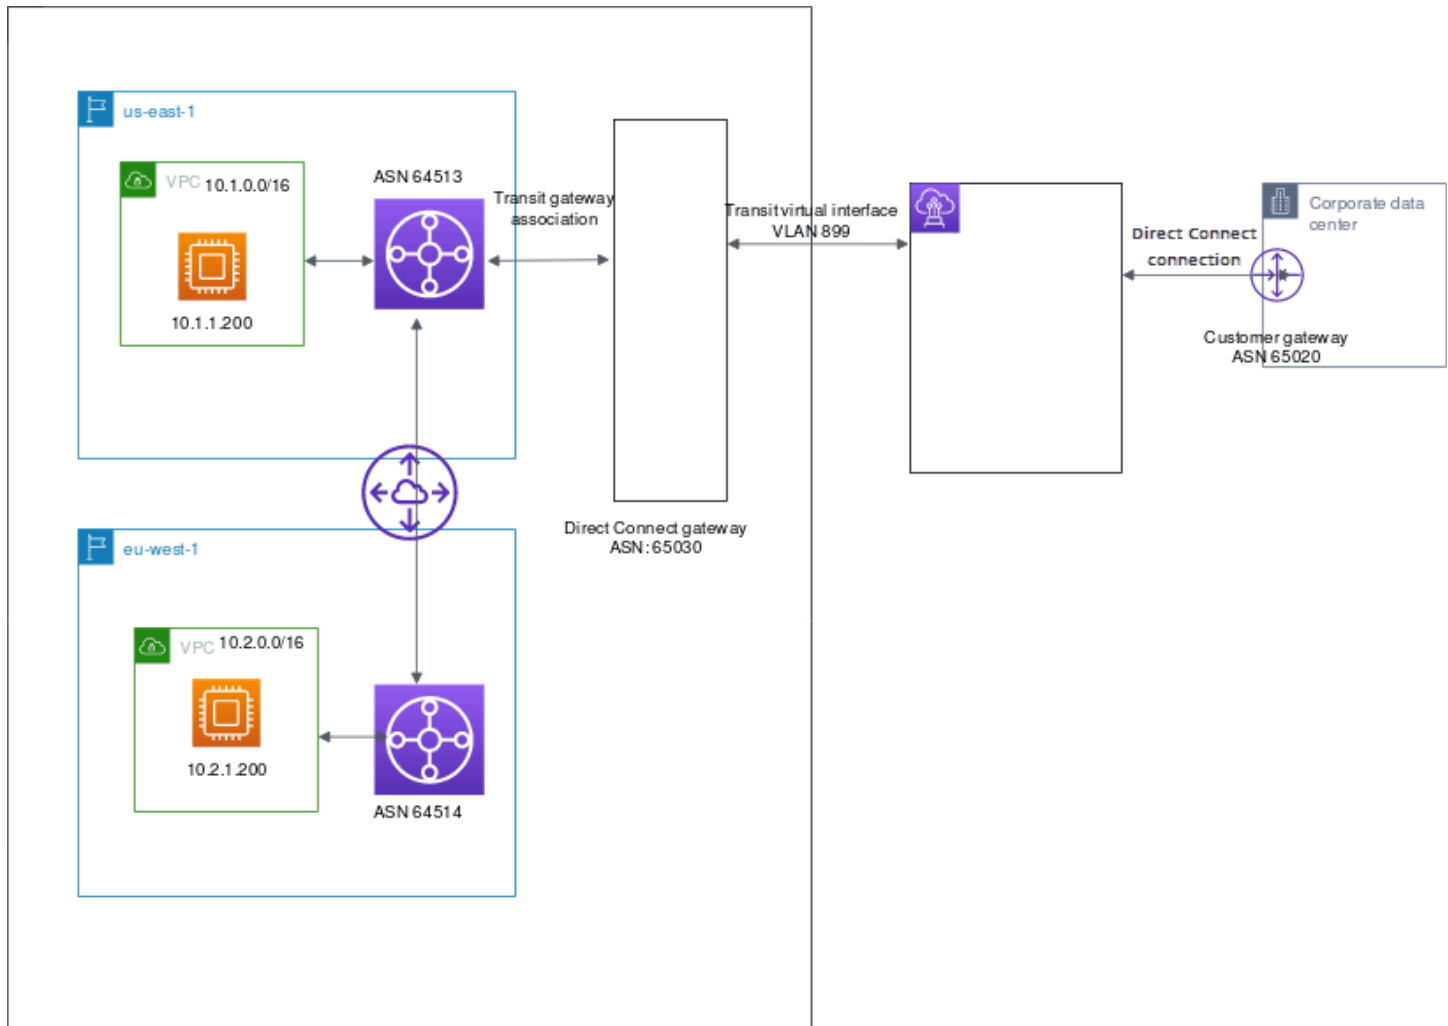 us-east-1
VPC 10.1.0.0/16
10.1.1.200
ASN 64513
Transit gateway
association
Transit virtual interface
VLAN 899
Direct Connect
connection
Corporate data
center
Customer gateway
ASN 65020
Direct Connect gateway
ASN: 65030
eu-west-1
VPC 10.2.0.0/16
10.2.1.200
ASN 64514